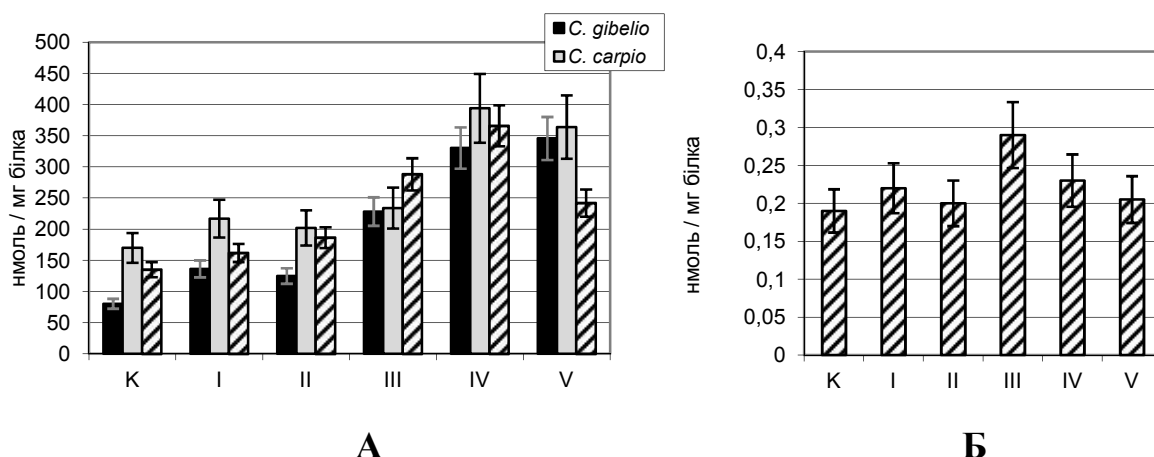 C. gibelio
C. carpio
нмоль / мг білка
500
450
400
350
300
250
200
150
100
50
0
К I II III IV V
А
нмоль / мг білка
0,4
0,35
0,3
0,25
0,2
0,15
0,1
0,05
0
К I II III IV V
Б